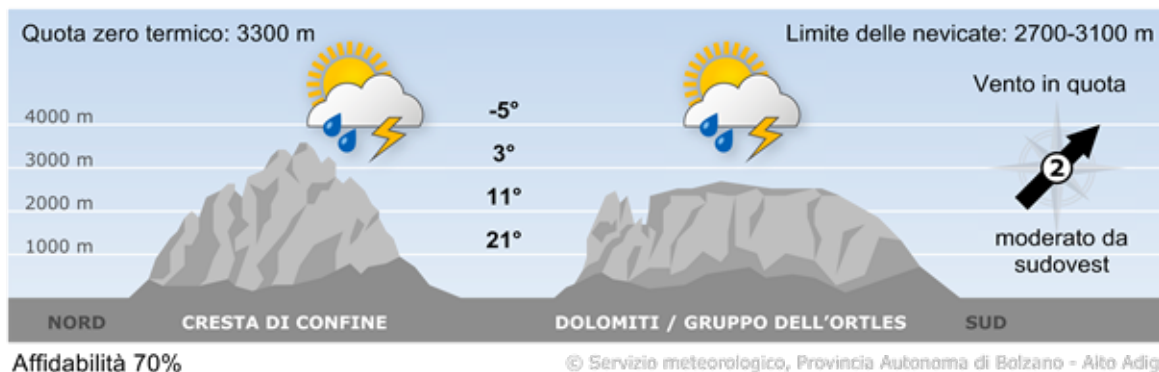 Quota zero termico: 3300 m
Limite delle nevicate: 2700-3100 m
Vento in quota
4000 m
-5°
3000 m
3°
2
2000 m
11°
1000 m
21°
moderato da
sudovest
NORD
CRESTA DI CONFINE
DOLOMITI / GRUPPO DELL'ORTLES
SUD
Affidabilità 70%
© Servizio meteorologico, Provincia Autonoma di Bolzano - Alto Adig